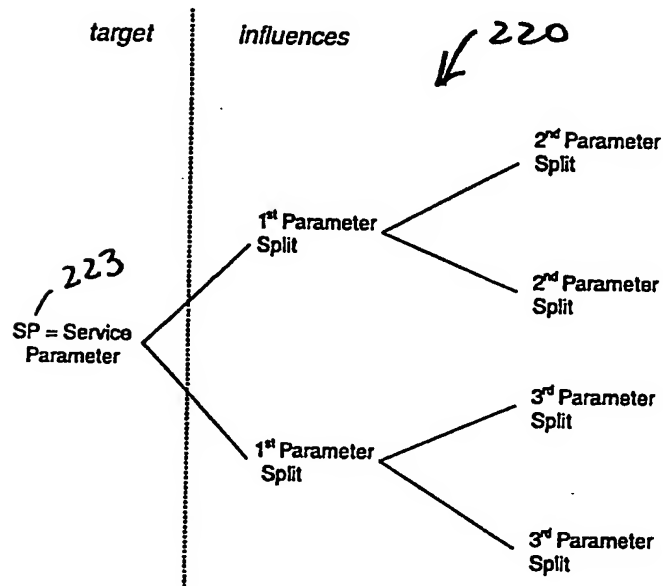 target influences 220
2nd Parameter
Split
1st Parameter
Split
223
2nd Parameter
Split
SP = Service
Parameter
3rd Parameter
Split
1st Parameter
Split
3rd Parameter
Split